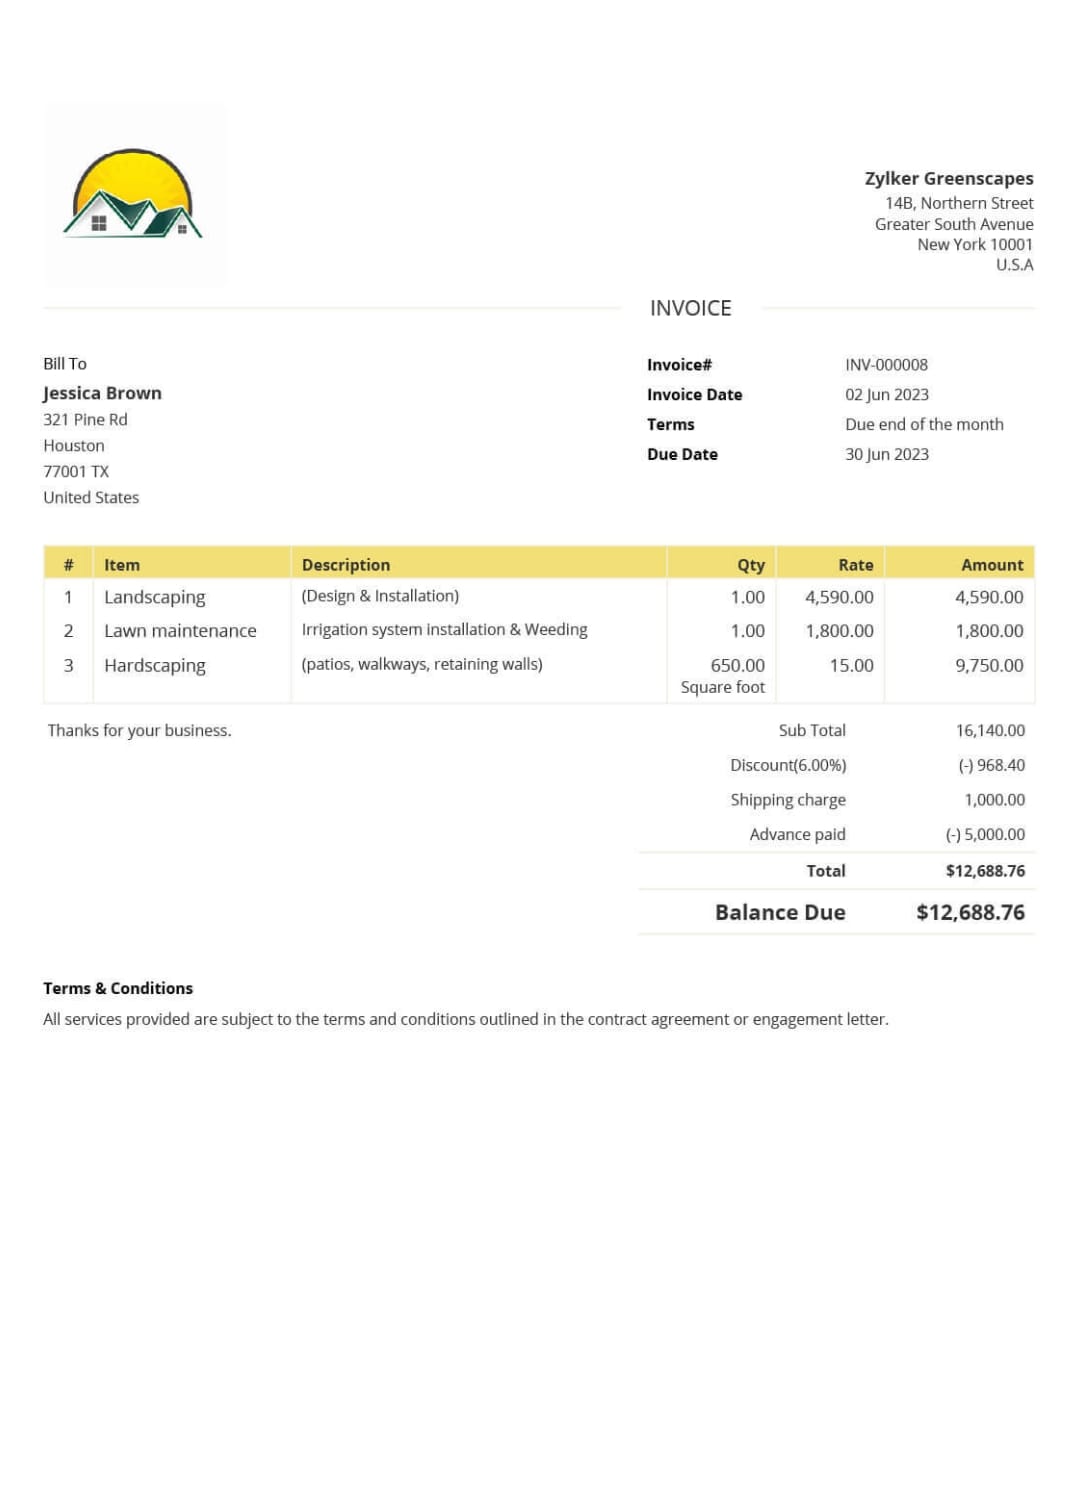 Zylker Greenscapes
14B, Northern Street
Greater South Avenue
New York 10001
U.S.A
INVOICE
Bill To
Jessica Brown
321 Pine Rd
Houston
77001 TX
United States
Invoice# INV-000008
Invoice Date 02 Jun 2023
Terms Due end of the month
Due Date 30 Jun 2023
# Item Description Qty Rate Amount
1 Landscaping (Design & Installation) 1.00 4,590.00 4,590.00
2 Lawn maintenance Irrigation system installation & Weeding 1.00 1,800.00 1,800.00
3 Hardscaping (patios, walkways, retaining walls) 650.00 15.00 9,750.00
Square foot
Thanks for your business. Sub Total 16,140.00
Discount(6.00%) (-) 968.40
Shipping charge 1,000.00
Advance paid (-) 5,000.00
Total $12,688.76
Balance Due $12,688.76
Terms & Conditions
All services provided are subject to the terms and conditions outlined in the contract agreement or engagement letter.